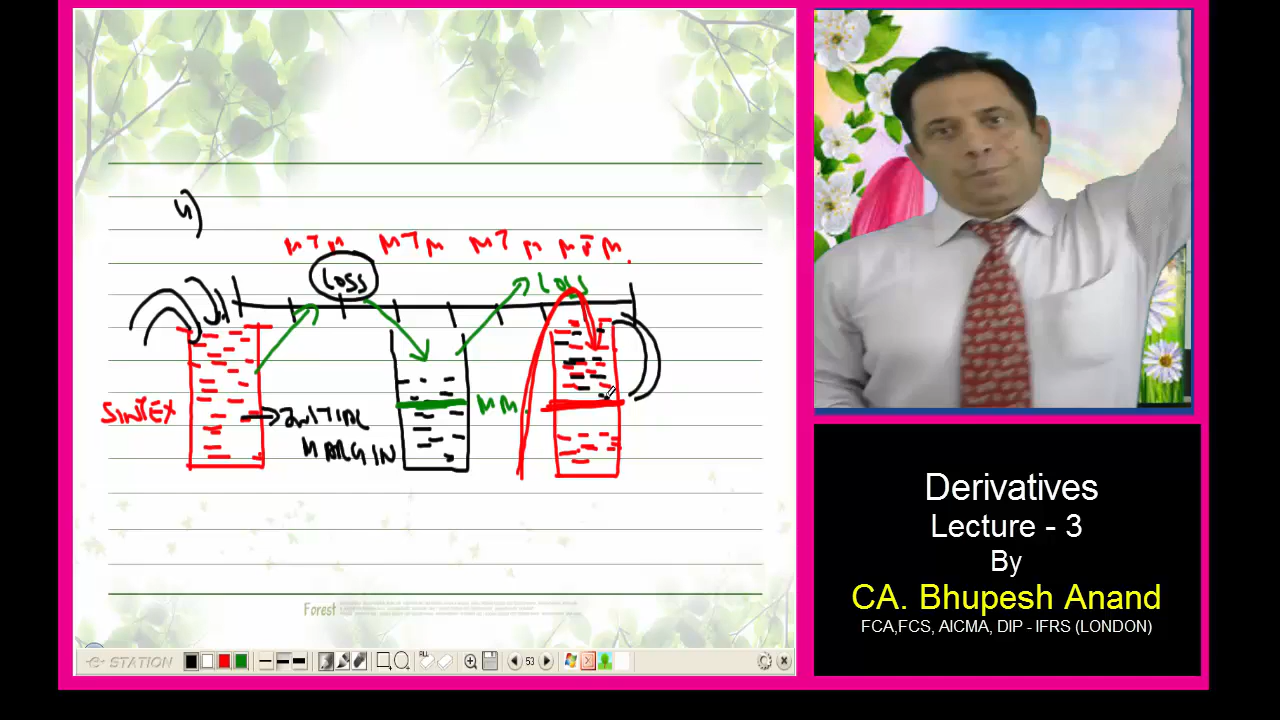 4)
MTM MTM MTM MTM.
LOSS LOSS
SINTEX
INITIAL
MARGIN
MM.
Forest
e-STATION
ALL
53
Derivatives
Lecture - 3
By
CA. Bhupesh Anand
FCA,FCS, AICMA, DIP - IFRS (LONDON)